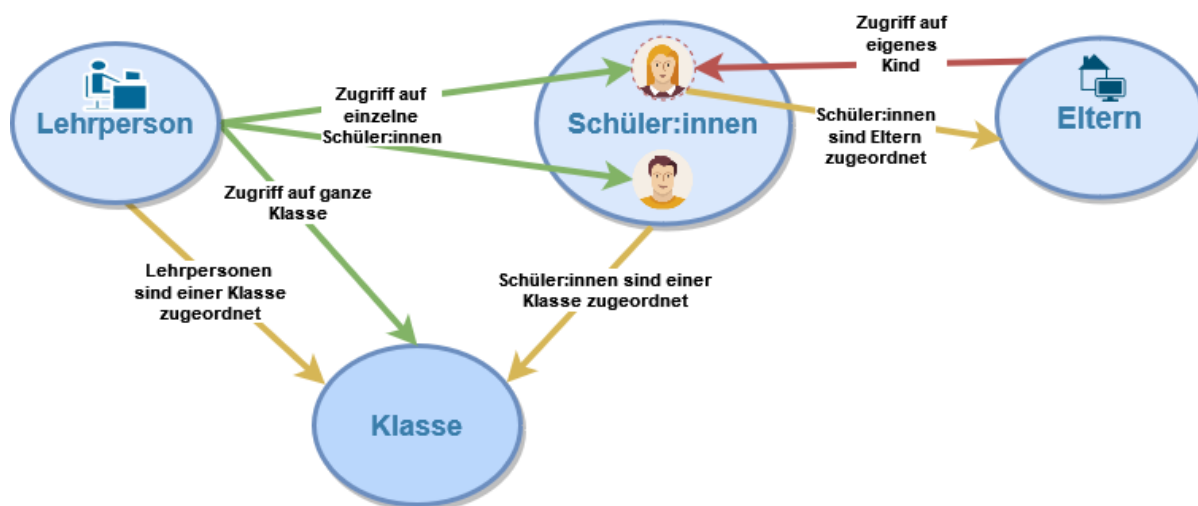 Lehrperson
Zugriff auf
einzelne
Schüler:innen
Schüler:innen
Zugriff auf
eigenes
Kind
Eltern
Schüler:innen
sind Eltern
zugeordnet
Zugriff auf ganze
Klasse
Lehrpersonen
sind einer Klasse
zugeordnet
Schüler:innen sind einer
Klasse zugeordnet
Klasse